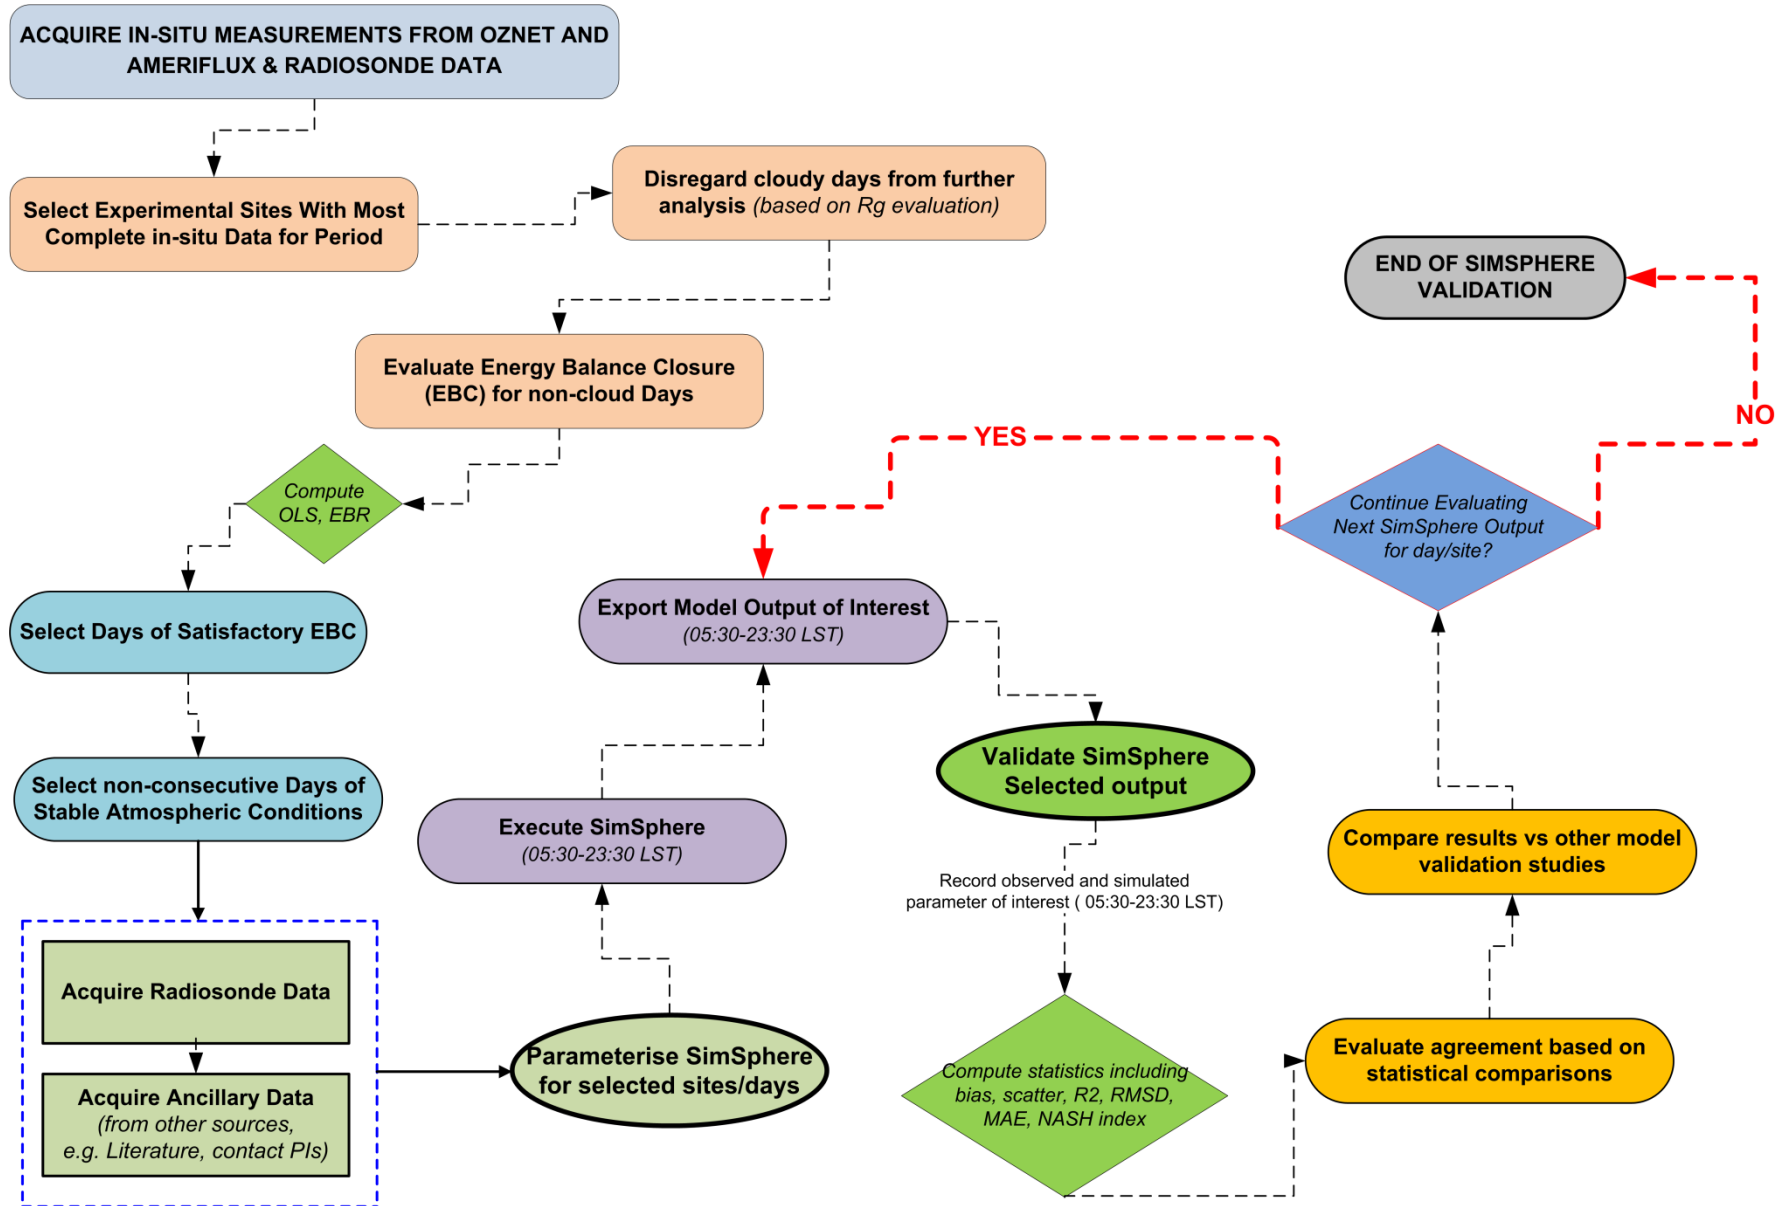 ACQUIRE IN-SITU MEASUREMENTS FROM OZNET AND
AMERIFLUX & RADIOSONDE DATA
Select Experimental Sites With Most
Complete in-situ Data for Period
Disregard cloudy days from further
analysis (based on Rg evaluation)
Evaluate Energy Balance Closure
(EBC) for non-cloud Days
Compute
OLS, EBR
Select Days of Satisfactory EBC
Select non-consecutive Days of
Stable Atmospheric Conditions
Acquire Radiosonde Data
Acquire Ancillary Data
(from other sources,
e.g. Literature, contact PIs)
Parameterise SimSphere
for selected sites/days
Execute SimSphere
(05:30-23:30 LST)
Export Model Output of Interest
(05:30-23:30 LST)
Validate SimSphere
Selected output
Record observed and simulated
parameter of interest ( 05:30-23:30 LST)
Compute statistics including
bias, scatter, R2, RMSD,
MAE, NASH index
Evaluate agreement based on
statistical comparisons
Compare results vs other model
validation studies
Continue Evaluating
Next SimSphere Output
for day/site?
YES
NO
END OF SIMSPHERE
VALIDATION